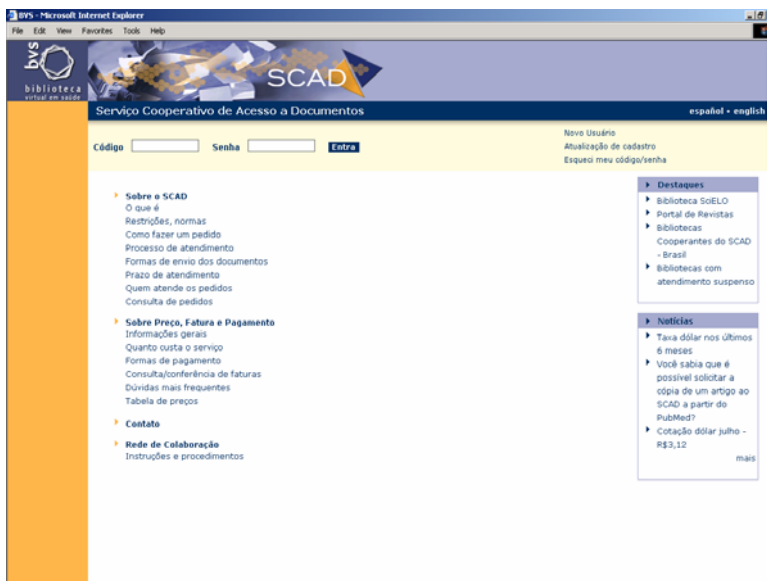 BVS - Microsoft Internet Explorer
File Edit View Favorites Tools Help
bvs
biblioteca
virtual em saúde
SCAD
Serviço Cooperativo de Acesso a Documentos
español • english
Código Senha Entra
Novo Usuário
Atualização de cadastro
Esqueci meu código/senha
Sobre o SCAD
O que é
Restrições, normas
Como fazer um pedido
Processo de atendimento
Formas de envio dos documentos
Prazo de atendimento
Quem atende os pedidos
Consulta de pedidos
Sobre Preço, Fatura e Pagamento
Informações gerais
Quanto custa o serviço
Formas de pagamento
Consulta/conferência de faturas
Dúvidas mais frequentes
Tabela de preços
Contato
Rede de Colaboração
Instruções e procedimentos
Destaques
Biblioteca SciELO
Portal de Revistas
Bibliotecas
Cooperantes do SCAD
- Brasil
Bibliotecas com
atendimento suspenso
Notícias
Taxa dólar nos últimos
6 meses
Você sabia que é
possível solicitar a
cópia de um artigo ao
SCAD a partir do
PubMed?
Cotação dólar julho -
R$3,12
mais